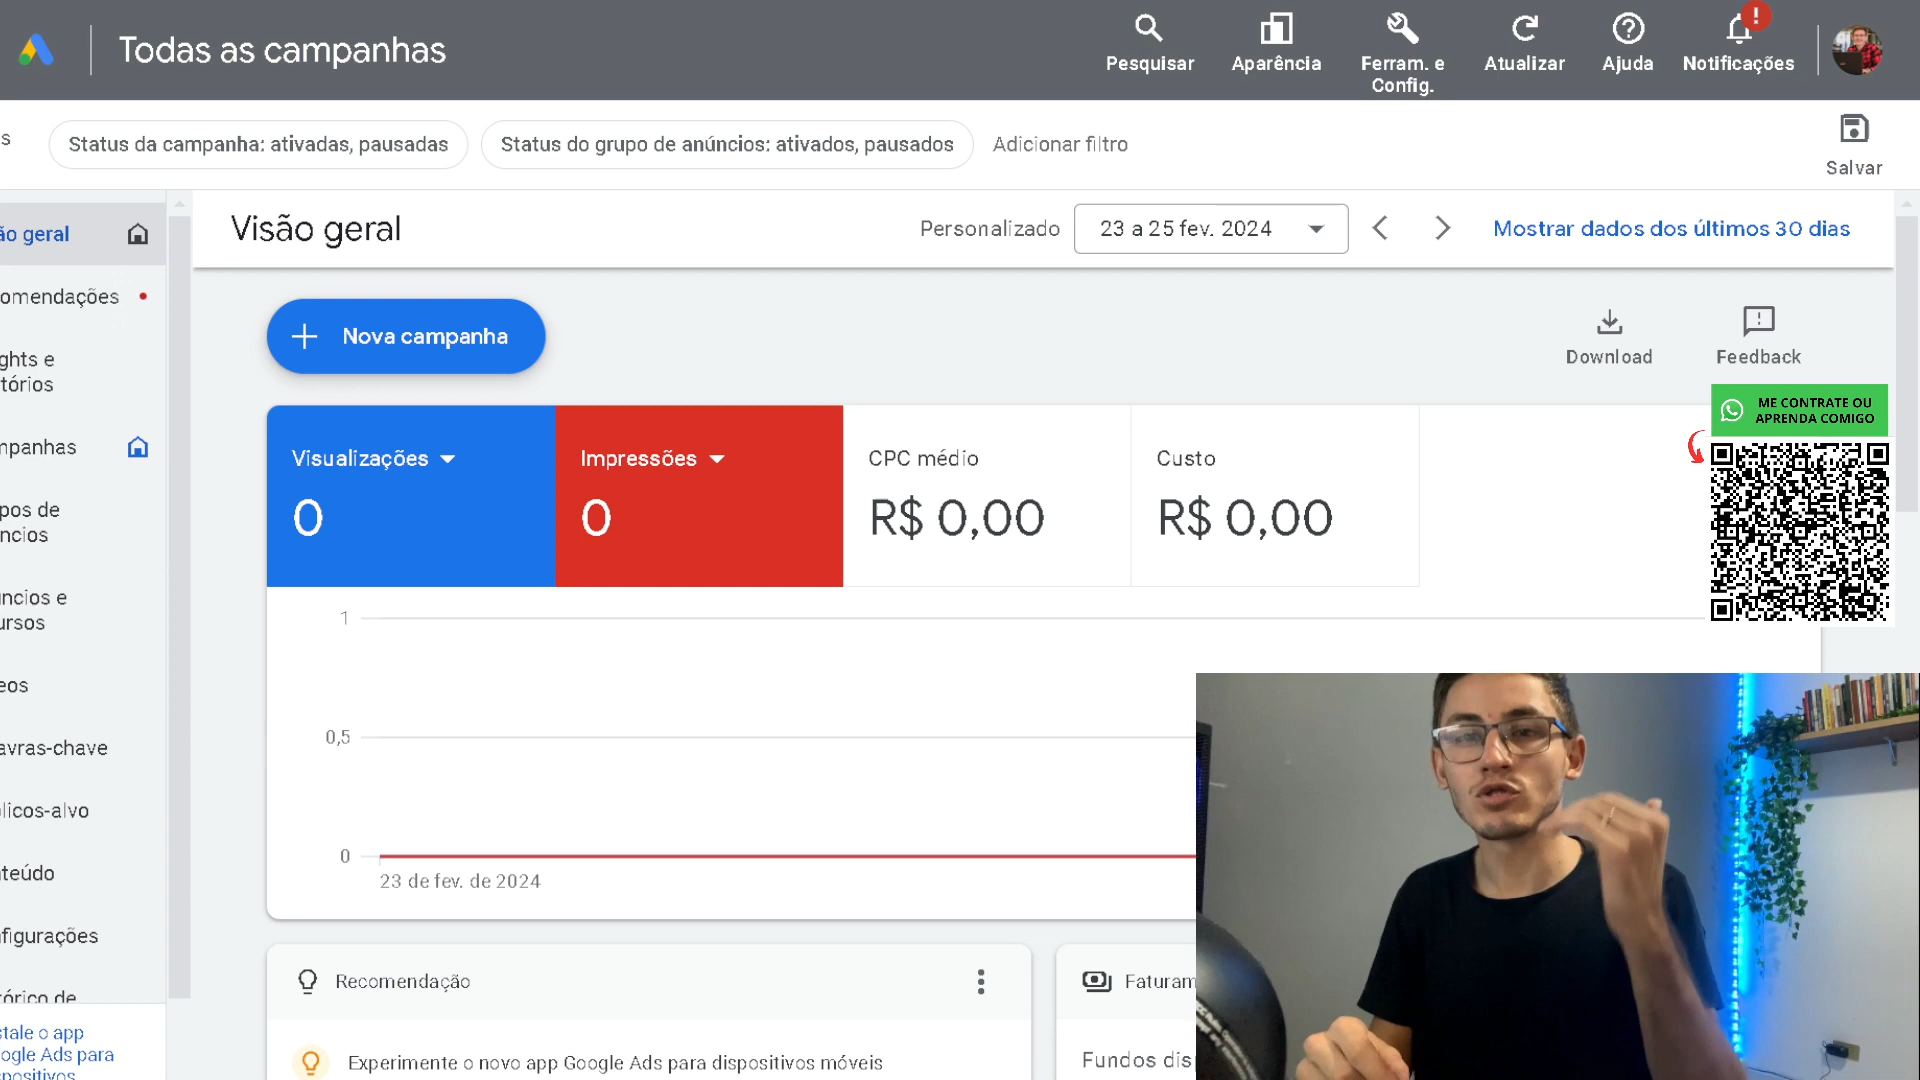 Todas as campanhas
Pesquisar
Aparência
Ferram. e
Config.
Atualizar
Ajuda
!
Notificações
s
Status da campanha: ativadas, pausadas
Status do grupo de anúncios: ativados, pausados
Adicionar filtro
Salvar
ão geral
omendações
ghts e
tórios
mpanhas
pos de
ncios
ncios e
ursos
eos
avras-chave
licos-alvo
teúdo
figurações
tórico de
tale o app
ogle Ads para
positivos
Visão geral
Personalizado
23 a 25 fev. 2024
Mostrar dados dos últimos 30 dias
Nova campanha
Download
Feedback
ME CONTRATE OU
APRENDA COMIGO
Visualizações
0
Impressões
0
CPC médio
R$ 0,00
Custo
R$ 0,00
1
0,5
0
23 de fev. de 2024
Recomendação
Experimente o novo app Google Ads para dispositivos móveis
Faturam
Fundos dis